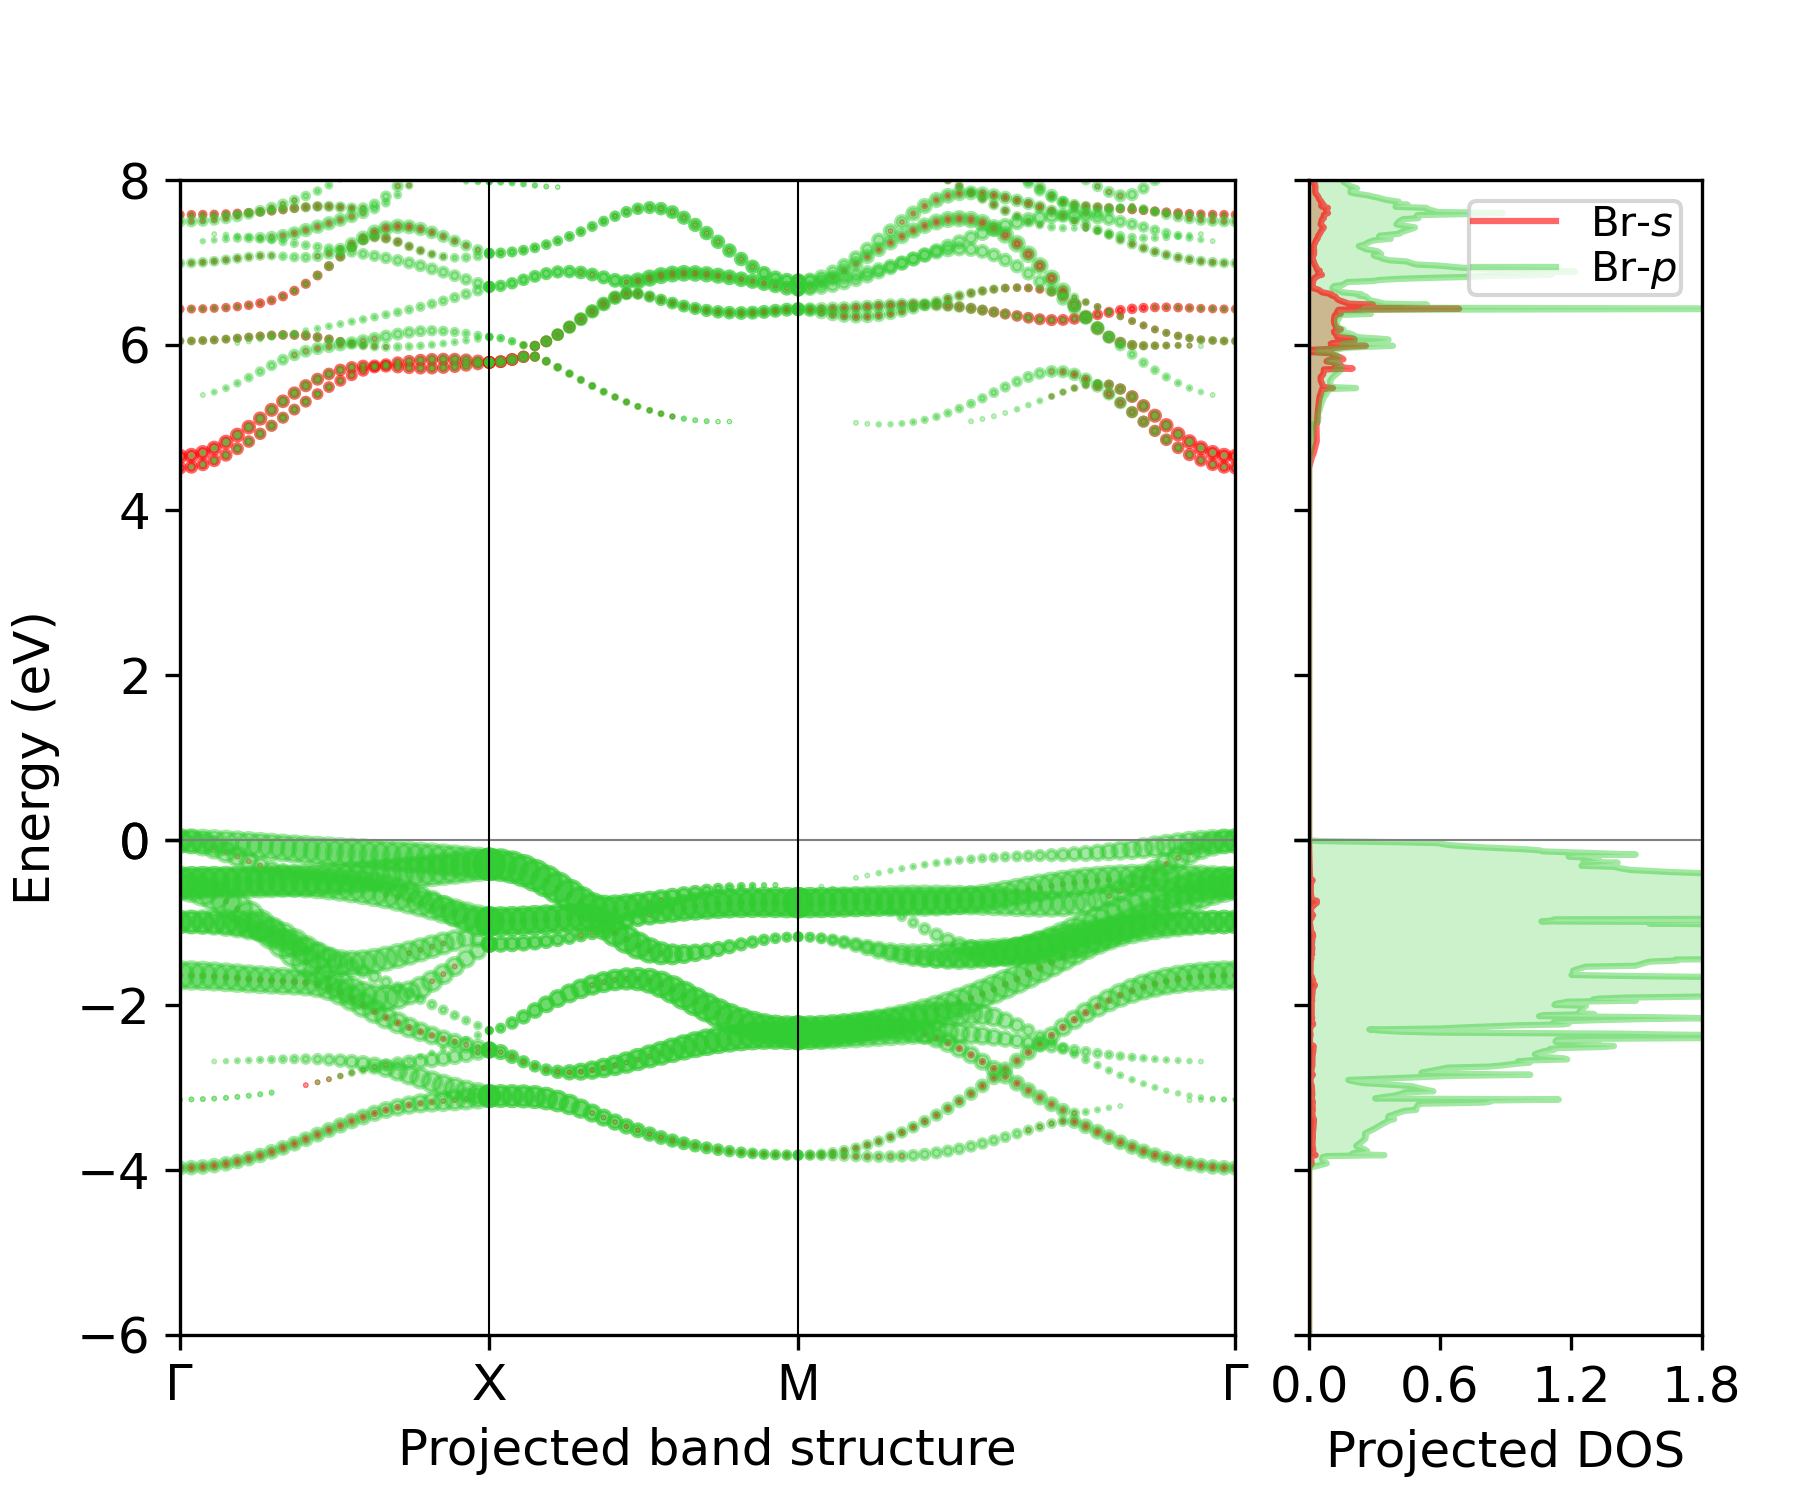 8
6
4
2
0
−2
−4
−6
Energy (eV)
Γ X M Γ
Projected band structure
Br-s
Br-p
0.0 0.6 1.2 1.8
Projected DOS